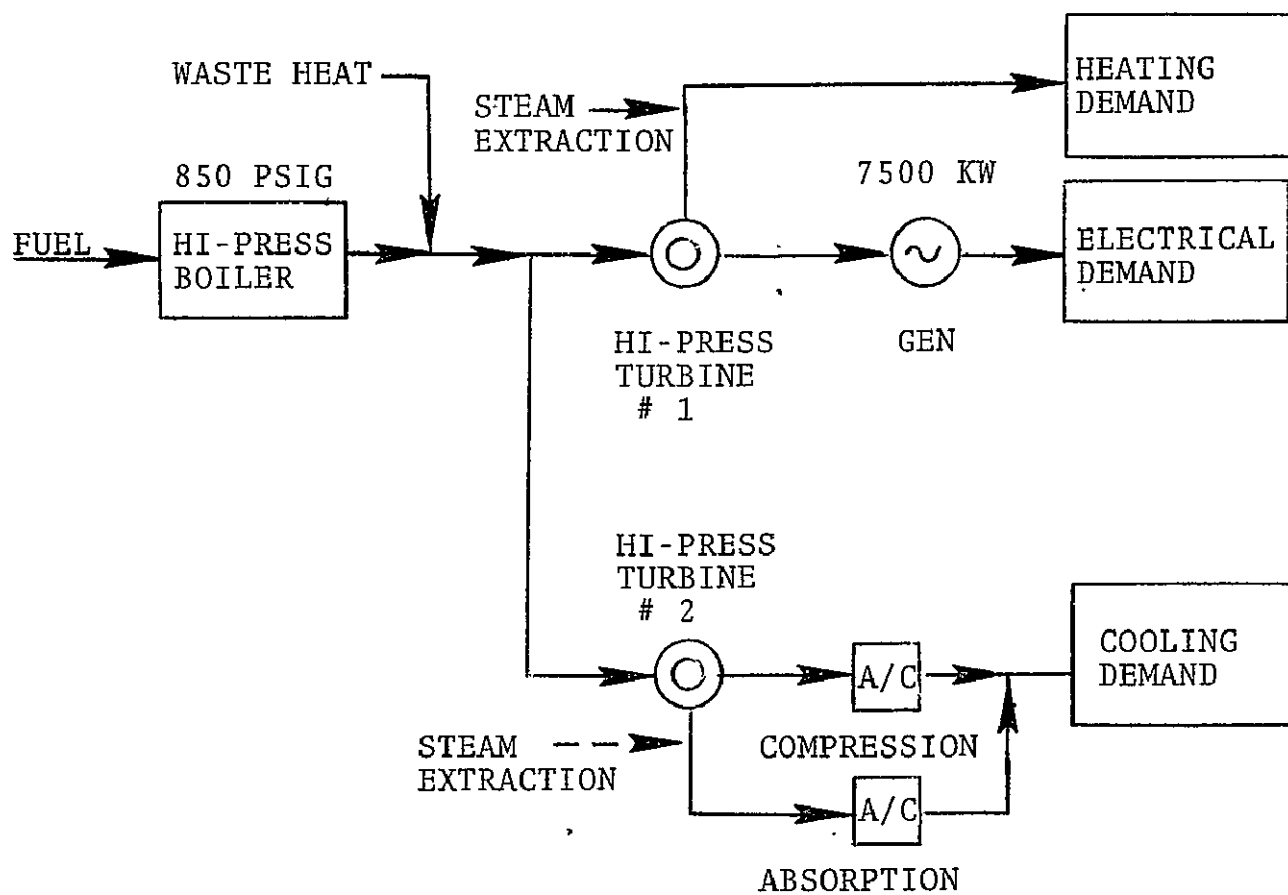 WASTE HEAT
STEAM
EXTRACTION
HEATING
DEMAND
850 PSIG
7500 KW
FUEL
HI-PRESS
BOILER
ELECTRICAL
DEMAND
HI-PRESS
TURBINE
# 1
GEN
HI-PRESS
TURBINE
# 2
A/C
COOLING
DEMAND
STEAM
EXTRACTION
COMPRESSION
A/C
ABSORPTION